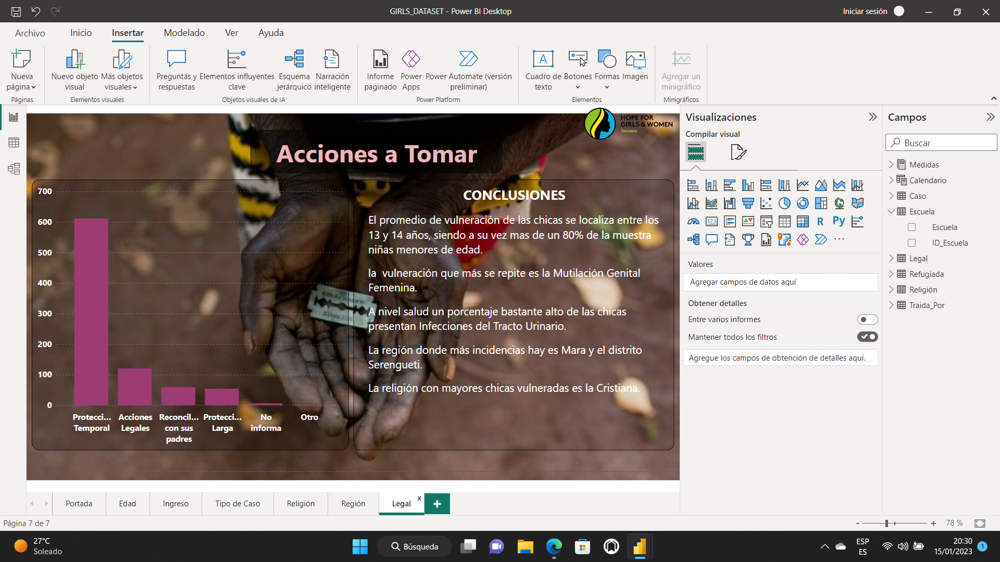 GIRLS_DATASET - Power BI Desktop
Iniciar sesión
Archivo
Inicio
Insertar
Modelado
Ver
Ayuda
Nueva
página
Nuevo objeto
visual
Más objetos
visuales
Preguntas y
respuestas
Elementos influyentes
clave
Esquema
jerárquico
Narración
inteligente
Informe
paginado
Power
Apps
Power Automate (versión
preliminar)
Cuadro de
texto
Botones
Formas
Imagen
Agregar un
minigráfico
Páginas
Elementos visuales
Objetos visuales de IA
Power Platform
Elementos
Minigráficos
HOPE FOR
GIRLS & WOMEN
Tanzania
Acciones a Tomar
700
600
500
400
300
200
100
0
Protecci...
Temporal
Acciones
Legales
Reconcil...
con sus
padres
Protecci...
Larga
No
informa
Otro
CONCLUSIONES
El promedio de vulneraciòn de las chicas se localiza entre los
13 y 14 años, siendo a su vez mas de un 80% de la muestra
niñas menores de edad.
la  vulneración que más se repite es la Mutilación Genital
Femenina.
A nivel salud un porcentaje bastante alto de las chicas
presentan Infecciones del Tracto Urinario.
La región donde más incidencias hay es Mara y el distrito
Serengueti.
La religión con mayores chicas vulneradas es la Cristiana.
Visualizaciones
Compilar visual
123
R
Py
...
Valores
Agregar campos de datos aquí
Obtener detalles
Entre varios informes
Mantener todos los filtros
Agregue los campos de obtención de detalles aquí.
Campos
Buscar
Medidas
Calendario
Caso
Escuela
Escuela
ID_Escuela
Legal
Refugiada
Religión
Traida_Por
Portada
Edad
Ingreso
Tipo de Caso
Religión
Región
Legal
x
+
Página 7 de 7
- + 78 %
27°C
Soleado
Búsqueda
ESP
ES
20:30
15/01/2023
1